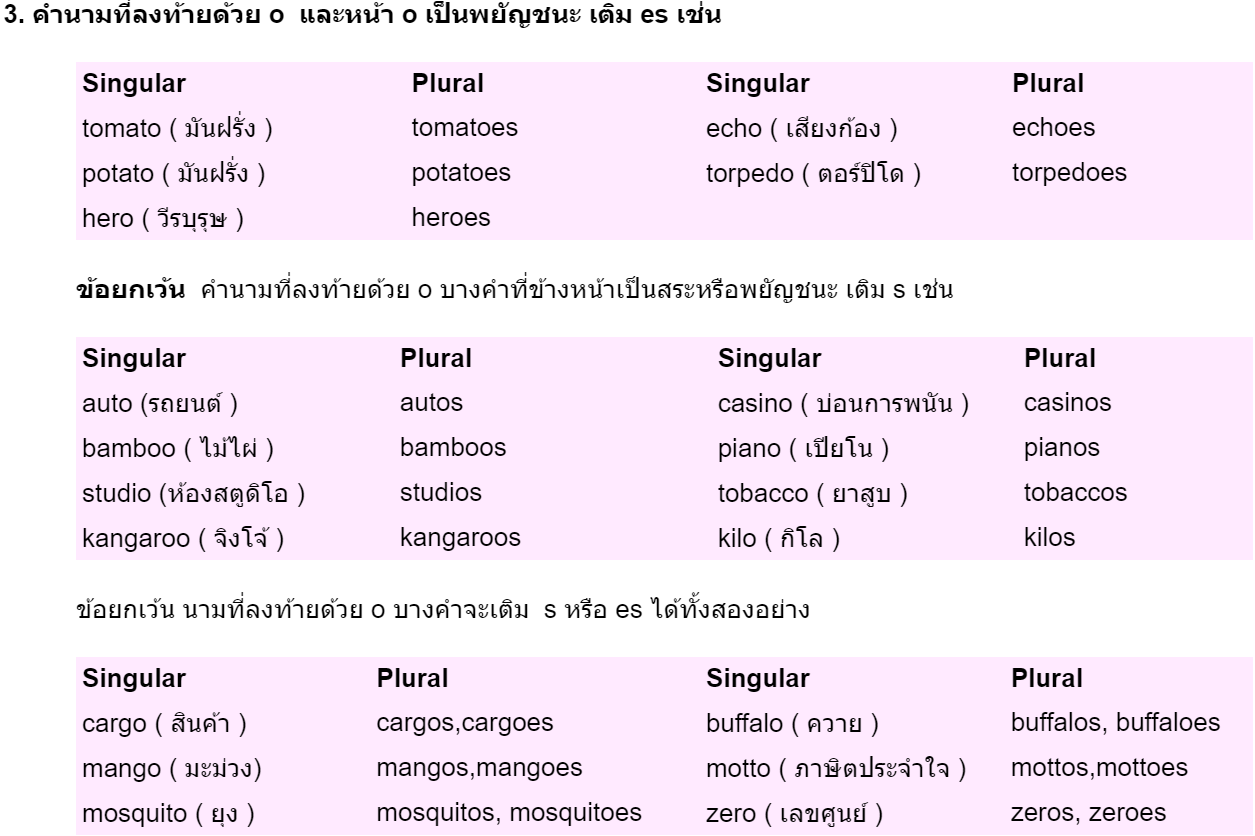 3. คำนามที่ลงท้ายด้วย o และหน้า o เป็นพยัญชนะ เติม es เช่น
Singular Plural Singular Plural
tomato ( มันฝรั่ง ) tomatoes echo ( เสียงก้อง ) echoes
potato ( มันฝรั่ง ) potatoes torpedo ( ตอร์ปิโด ) torpedoes
hero ( วีรบุรุษ ) heroes
ข้อยกเว้น คำนามที่ลงท้ายด้วย o บางคำที่ข้างหน้าเป็นสระหรือพยัญชนะ เติม s เช่น
Singular Plural Singular Plural
auto (รถยนต์ ) autos casino ( บ่อนการพนัน ) casinos
bamboo ( ไม้ไผ่ ) bamboos piano ( เปียโน ) pianos
studio (ห้องสตูดิโอ ) studios tobacco ( ยาสูบ ) tobaccos
kangaroo ( จิงโจ้ ) kangaroos kilo ( กิโล ) kilos
ข้อยกเว้น นามที่ลงท้ายด้วย o บางคำจะเติม s หรือ es ได้ทั้งสองอย่าง
Singular Plural Singular Plural
cargo ( สินค้า ) cargos,cargoes buffalo ( ควาย ) buffalos, buffaloes
mango ( มะม่วง) mangos,mangoes motto ( ภาษิตประจำใจ ) mottos,mottoes
mosquito ( ยุง ) mosquitos, mosquitoes zero ( เลขศูนย์ ) zeros, zeroes